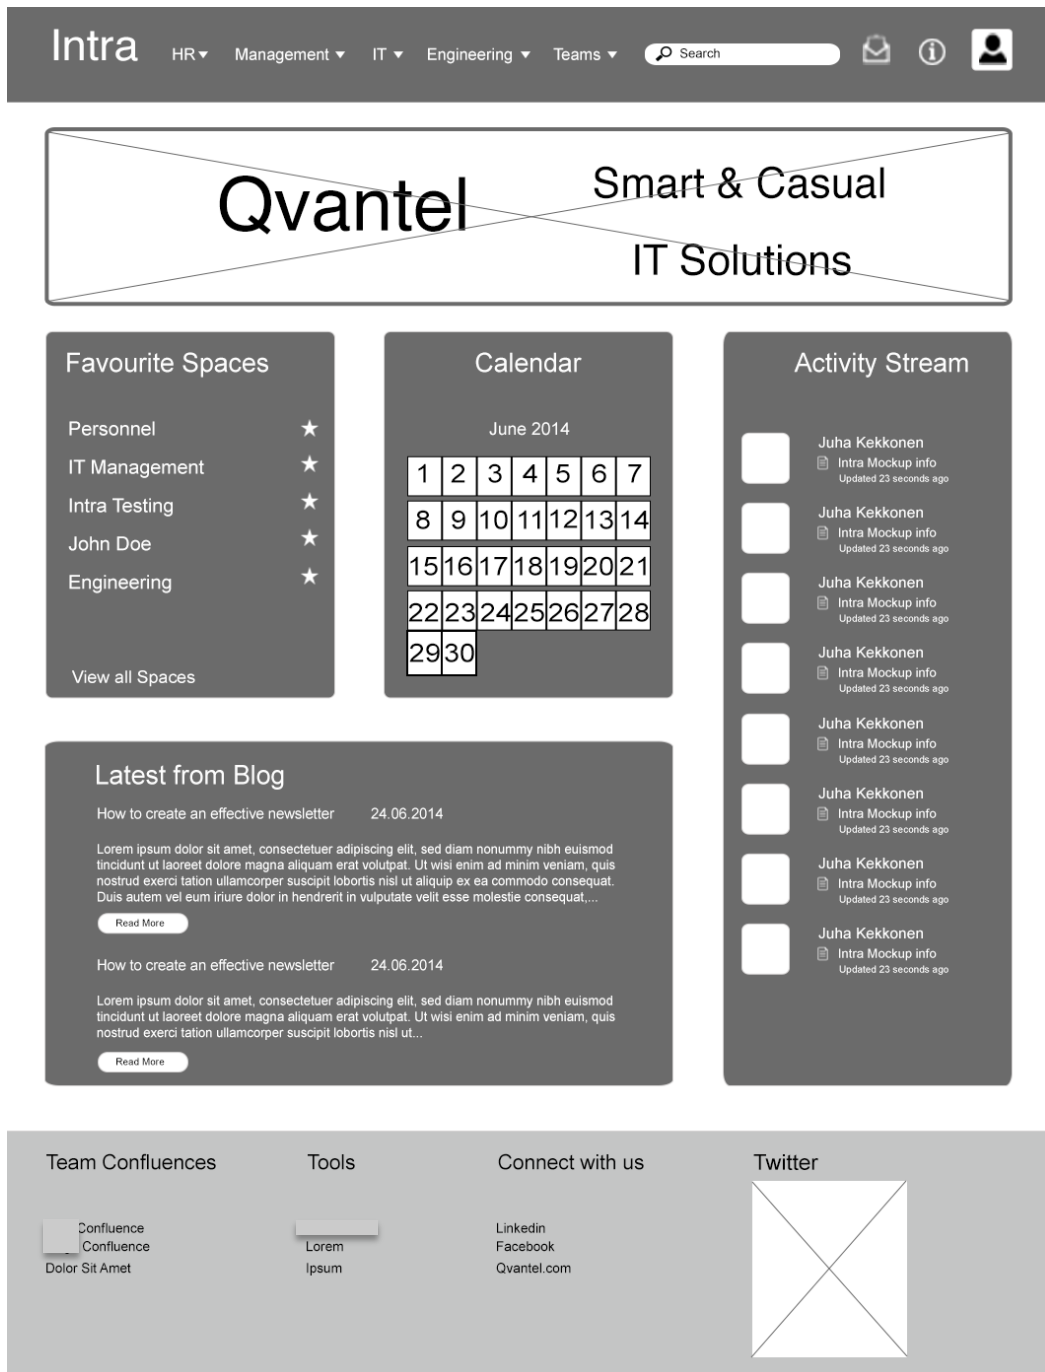 Intra HR Management IT Engineering Teams Search
Qvantel
Smart & Casual
IT Solutions
Favourite Spaces
Personnel
IT Management
Intra Testing
John Doe
Engineering
View all Spaces
Calendar
June 2014
1 2 3 4 5 6 7
8 9 10 11 12 13 14
15 16 17 18 19 20 21
22 23 24 25 26 27 28
29 30
Activity Stream
Juha Kekkonen
Intra Mockup info
Updated 23 seconds ago
Juha Kekkonen
Intra Mockup info
Updated 23 seconds ago
Juha Kekkonen
Intra Mockup info
Updated 23 seconds ago
Juha Kekkonen
Intra Mockup info
Updated 23 seconds ago
Juha Kekkonen
Intra Mockup info
Updated 23 seconds ago
Juha Kekkonen
Intra Mockup info
Updated 23 seconds ago
Juha Kekkonen
Intra Mockup info
Updated 23 seconds ago
Juha Kekkonen
Intra Mockup info
Updated 23 seconds ago
Latest from Blog
How to create an effective newsletter 24.06.2014
Lorem ipsum dolor sit amet, consectetuer adipiscing elit, sed diam nonummy nibh euismod
tincidunt ut laoreet dolore magna aliquam erat volutpat. Ut wisi enim ad minim veniam, quis
nostrud exerci tation ullamcorper suscipit lobortis nisl ut aliquip ex ea commodo consequat.
Duis autem vel eum iriure dolor in hendrerit in vulputate velit esse molestie consequat,...
Read More
How to create an effective newsletter 24.06.2014
Lorem ipsum dolor sit amet, consectetuer adipiscing elit, sed diam nonummy nibh euismod
tincidunt ut laoreet dolore magna aliquam erat volutpat. Ut wisi enim ad minim veniam, quis
nostrud exerci tation ullamcorper suscipit lobortis nisl ut...
Read More
Team Confluences
Confluence
Confluence
Dolor Sit Amet
Tools
Lorem
Ipsum
Connect with us
Linkedin
Facebook
Qvantel.com
Twitter